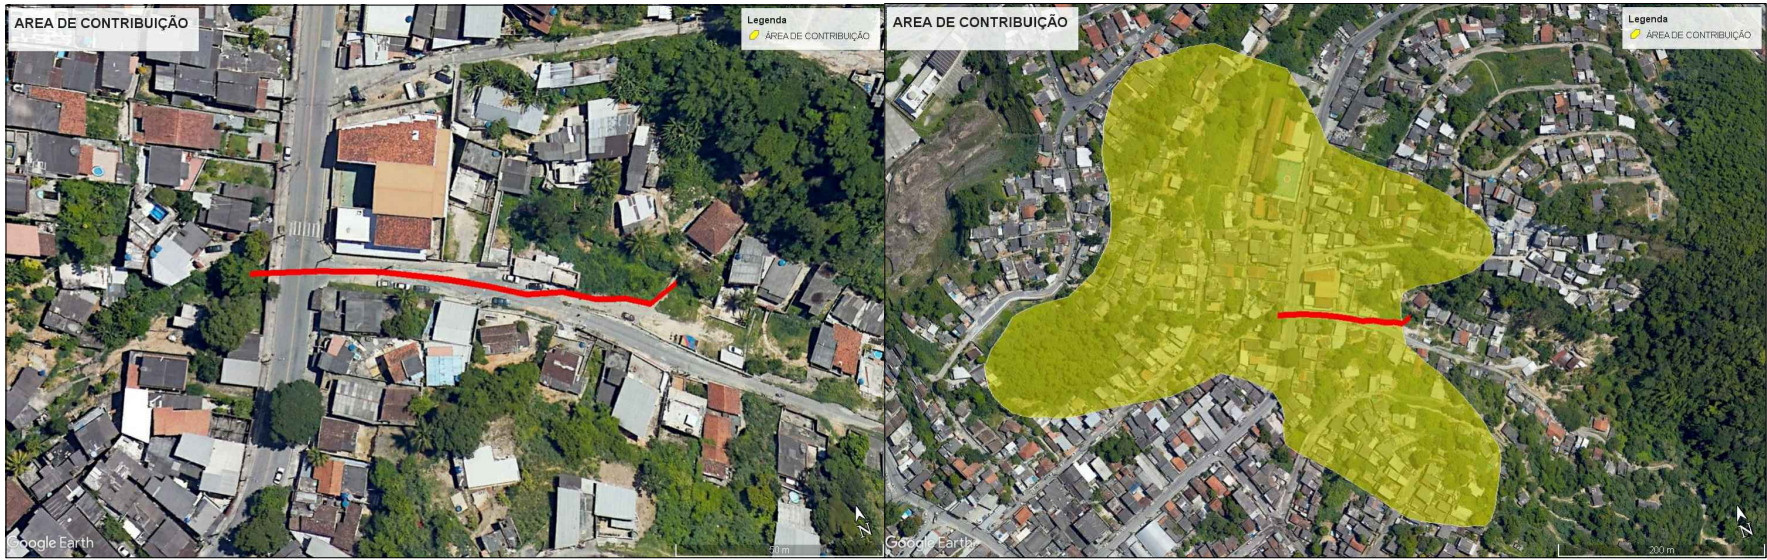 AREA DE CONTRIBUIÇÃO
Legenda
ÁREA DE CONTRIBUIÇÃO
N
Google Earth
50 m
AREA DE CONTRIBUIÇÃO
Legenda
ÁREA DE CONTRIBUIÇÃO
N
Google Earth
200 m